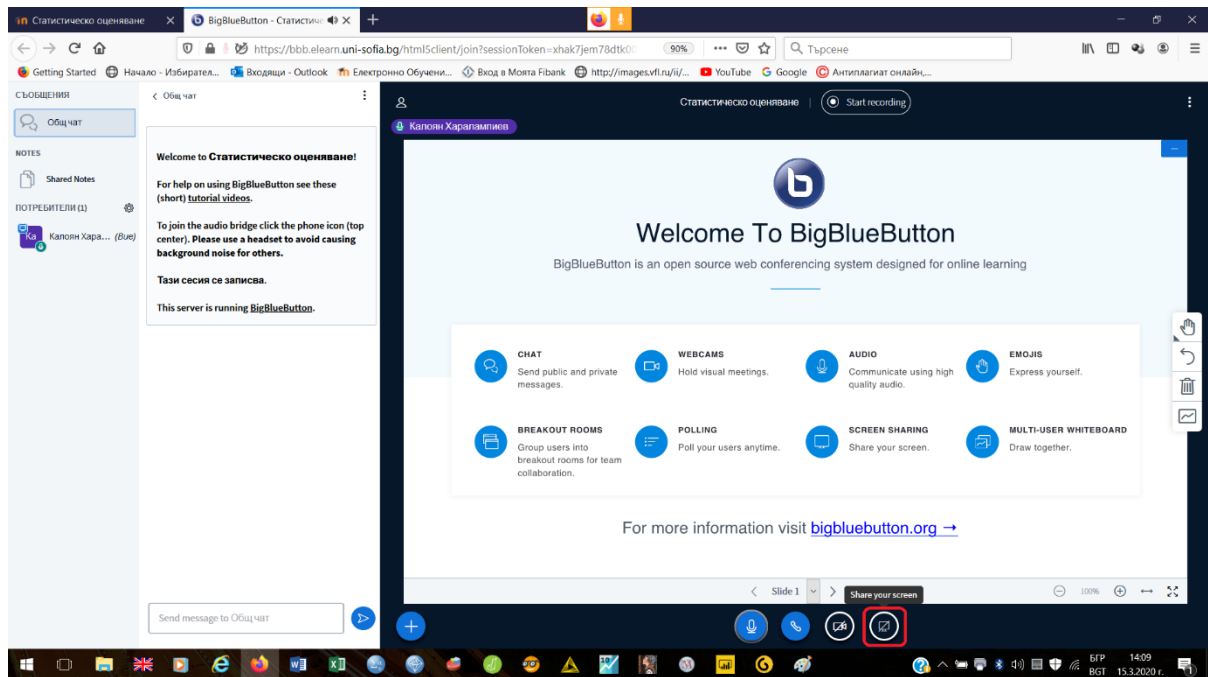 Статистическо оценяване
BigBlueButton - Статистичес
https://bbb.elearn.uni-sofia.bg/html5client/join?sessionToken=xhak7jem78dtk0
90%
Търсене
Getting Started
Начало - Избирател...
Входящи - Outlook
Електронно Обучени...
Вход в Моята Fibank
http://images.vfl.ru/ii/...
YouTube
Google
Антиплагиат онлайн,...
СЪОБЩЕНИЯ
Общ чат
NOTES
Shared Notes
ПОТРЕБИТЕЛИ (1)
Ка
Калоян Хара... (Вие)
Общ чат
Welcome to Статистическо оценяване!
For help on using BigBlueButton see these
(short) tutorial videos.
To join the audio bridge click the phone icon (top
center). Please use a headset to avoid causing
background noise for others.
Тази сесия се записва.
This server is running BigBlueButton.
Send message to Общ чат
Статистическо оценяване | Start recording
Калоян Харалампиев
b
Welcome To BigBlueButton
BigBlueButton is an open source web conferencing system designed for online learning
CHAT
Send public and private
messages.
WEBCAMS
Hold visual meetings.
AUDIO
Communicate using high
quality audio.
EMOJIS
Express yourself.
BREAKOUT ROOMS
Group users into
breakout rooms for team
collaboration.
POLLING
Poll your users anytime.
SCREEN SHARING
Share your screen.
MULTI-USER WHITEBOARD
Draw together.
For more information visit bigbluebutton.org →
Slide 1
Share your screen
100%
БГР
BGT
14:09
15.3.2020 г.